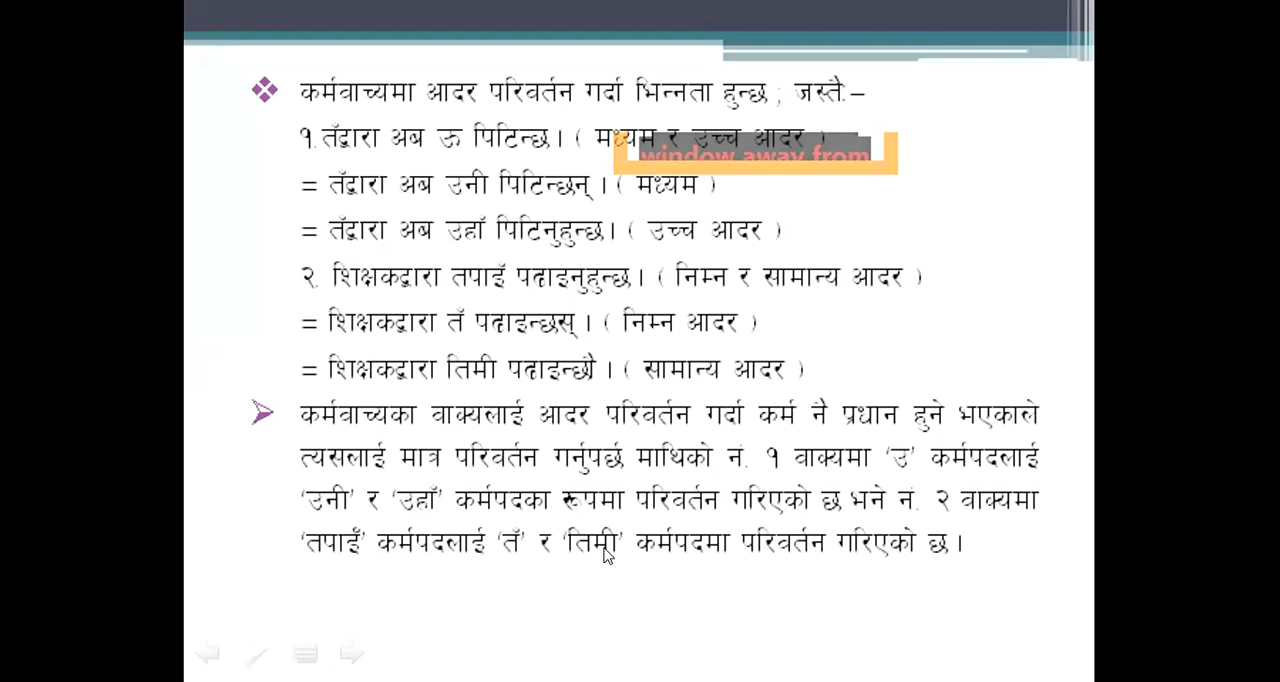 कर्मवाच्यमा आदर परिवर्तन गर्दा भिन्नता हुन्छ ; जस्तै–
१.तँद्वारा अब ऊ पिटिन्छ। ( मध्यम र उच्च आदर )
window away from
= तँद्वारा अब उनी पिटिन्छन् । ( मध्यम )
= तँद्वारा अब उहाँ पिटिनुहुन्छ। ( उच्च आदर )
२. शिक्षकद्वारा तपाइँ पढाइनुहुन्छ। ( निम्न र सामान्य आदर )
= शिक्षकद्वारा तँ पढाइन्छस् । ( निम्न आदर )
= शिक्षकद्वारा तिमी पढाइन्छौ । ( सामान्य आदर )
कर्मवाच्यका वाक्यलाई आदर परिवर्तन गर्दा कर्म नै प्रधान हुने भएकाले
त्यसलाई मात्र परिवर्तन गर्नुपर्छ माथिको नं. १ वाक्यमा ‘उ’ कर्मपदलाई
‘उनी’ र ‘उहाँ’ कर्मपदका रूपमा परिवर्तन गरिएको छ भने नं. २ वाक्यमा
‘तपाइँ’ कर्मपदलाई ‘तँ’ र ‘तिमी’ कर्मपदमा परिवर्तन गरिएको छ ।